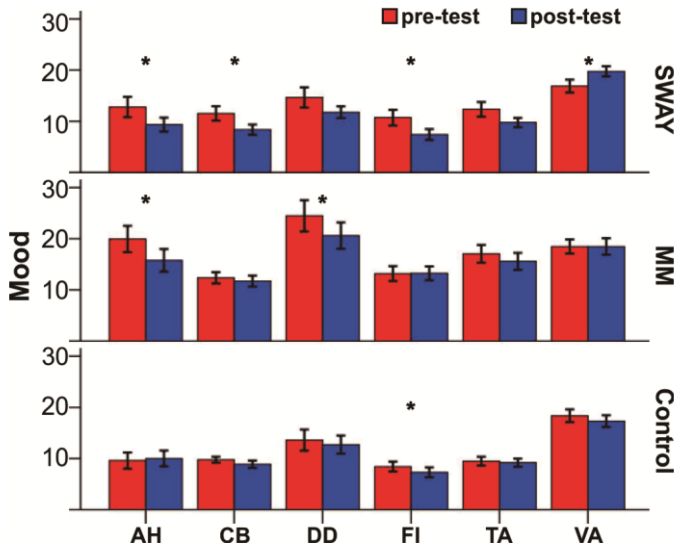 pre-test post-test
30
20
10
* * * *
SWAY
30
20
10
* *
MM
Mood
30
20
10
*
Control
AH CB DD FI TA VA